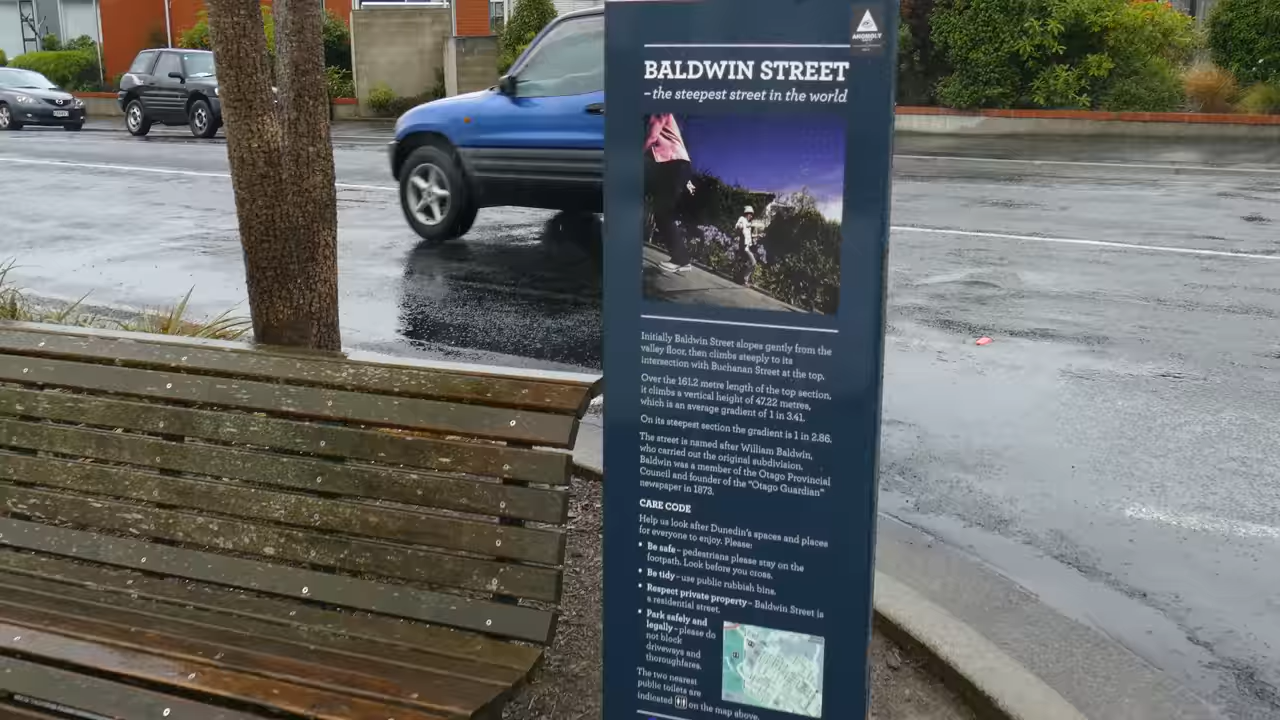 BALDWIN STREET
– the steepest street in the world
Initially Baldwin Street slopes gently from the
valley floor, then climbs steeply to its
intersection with Buchanan Street at the top.
Over the 161.2 metre length of the top section,
it climbs a vertical height of 47.22 metres,
which is an average gradient of 1 in 3.41.
On its steepest section the gradient is 1 in 2.86.
The street is named after William Baldwin,
who carried out the original subdivision.
Baldwin was a member of the Otago Provincial
Council and founder of the "Otago Guardian"
newspaper in 1873.
CARE CODE
Help us look after Dunedin's spaces and places
for everyone to enjoy. Please:
• Be safe – pedestrians please stay on the
footpath. Look before you cross.
• Be tidy – use public rubbish bins.
• Respect private property – Baldwin Street is
a residential street.
• Park safely and
legally – please do
not block
driveways and
thoroughfares.
The two nearest
public toilets are
indicated on the map above.